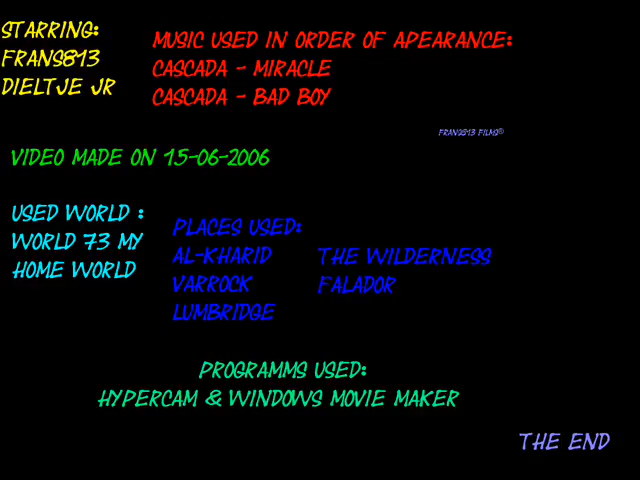 STARRING:
FRANS813
DIELTJE JR
MUSIC USED IN ORDER OF APEARANCE:
CASCADA - MIRACLE
CASCADA - BAD BOY
FRANS813 FILMS®
VIDEO MADE ON 15-06-2006
USED WORLD :
WORLD 73 MY
HOME WORLD
PLACES USED:
AL-KHARID
VARROCK
LUMBRIDGE
THE WILDERNESS
FALADOR
PROGRAMMS USED:
HYPERCAM & WINDOWS MOVIE MAKER
THE END